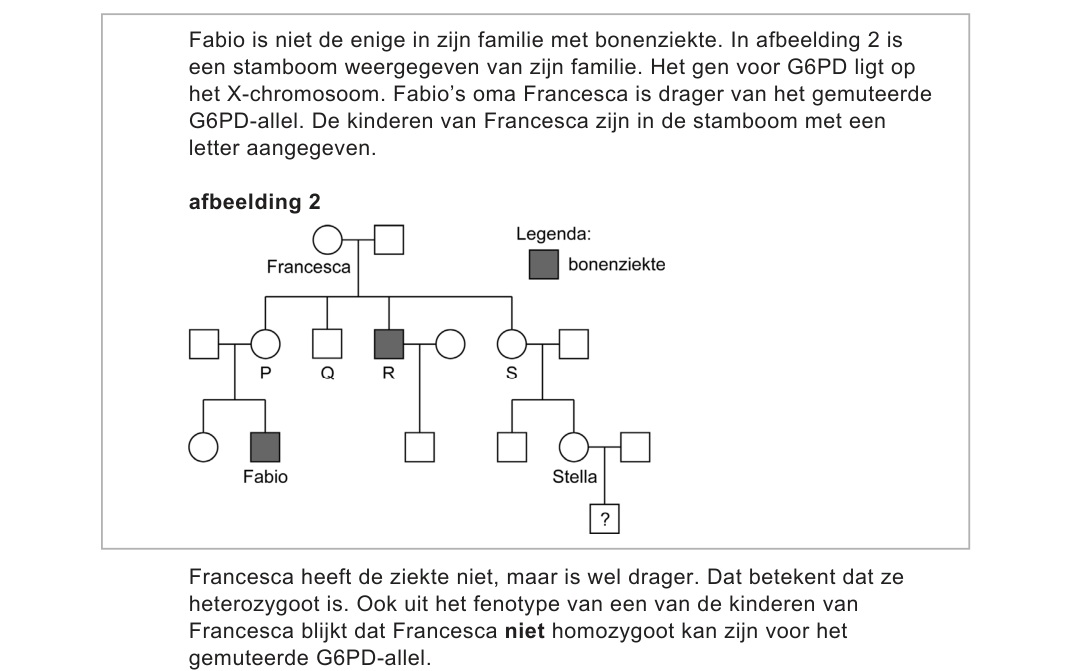 Fabio is niet de enige in zijn familie met bonenziekte. In afbeelding 2 is
een stamboom weergegeven van zijn familie. Het gen voor G6PD ligt op
het X-chromosoom. Fabio’s oma Francesca is drager van het gemuteerde
G6PD-allel. De kinderen van Francesca zijn in de stamboom met een
letter aangegeven.
afbeelding 2
Legenda:
Francesca
bonenziekte
P Q R S
Fabio
Stella
?
Francesca heeft de ziekte niet, maar is wel drager. Dat betekent dat ze
heterozygoot is. Ook uit het fenotype van een van de kinderen van
Francesca blijkt dat Francesca niet homozygoot kan zijn voor het
gemuteerde G6PD-allel.